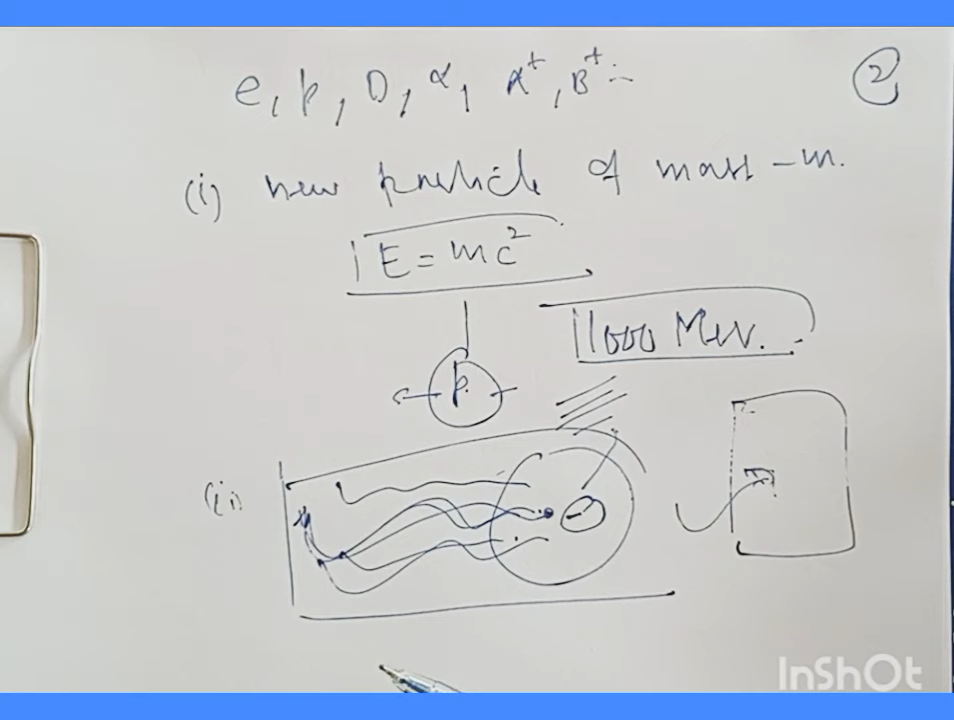 e, p, D, α, A⁺, B⁺ :-
2
(i) new particle of mass - m.
E = mc²
1000 Mev.
p
(ii)
InShOt